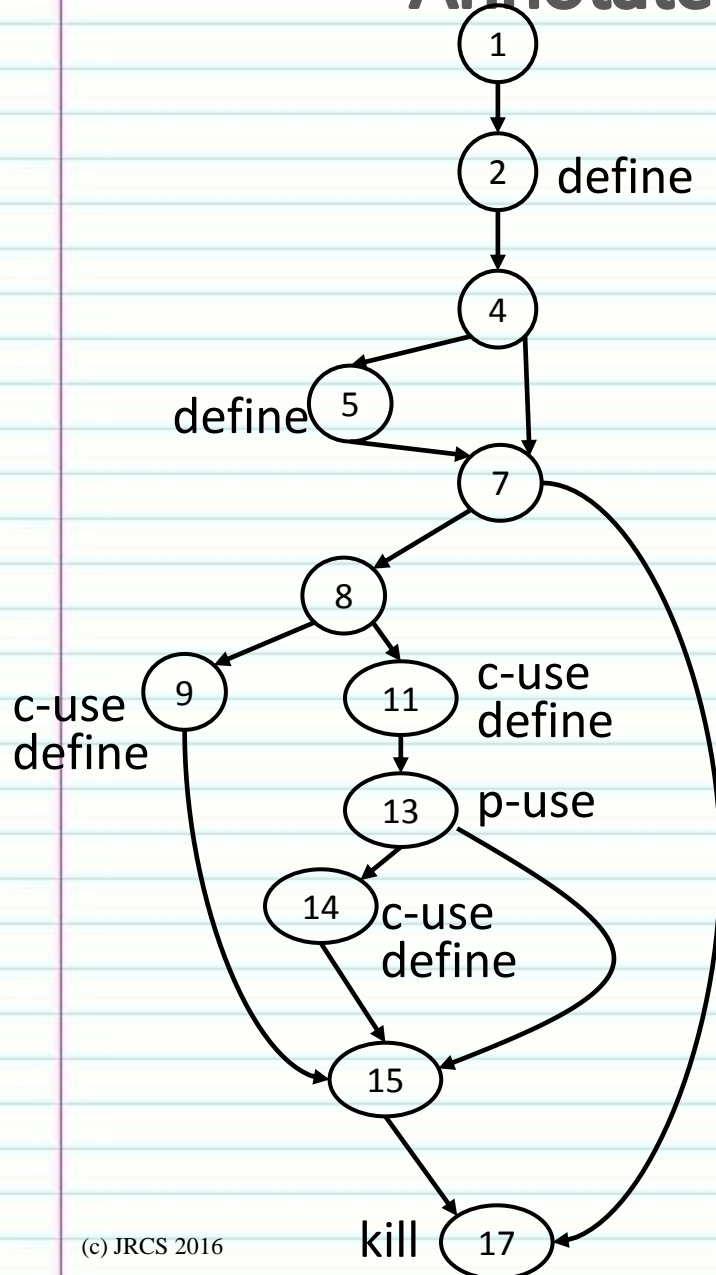 1
2 define
4
5
define
7
8
9
c-use
define
11
c-use
define
13 p-use
14
c-use
define
15
(c) JRCS 2016
kill 17